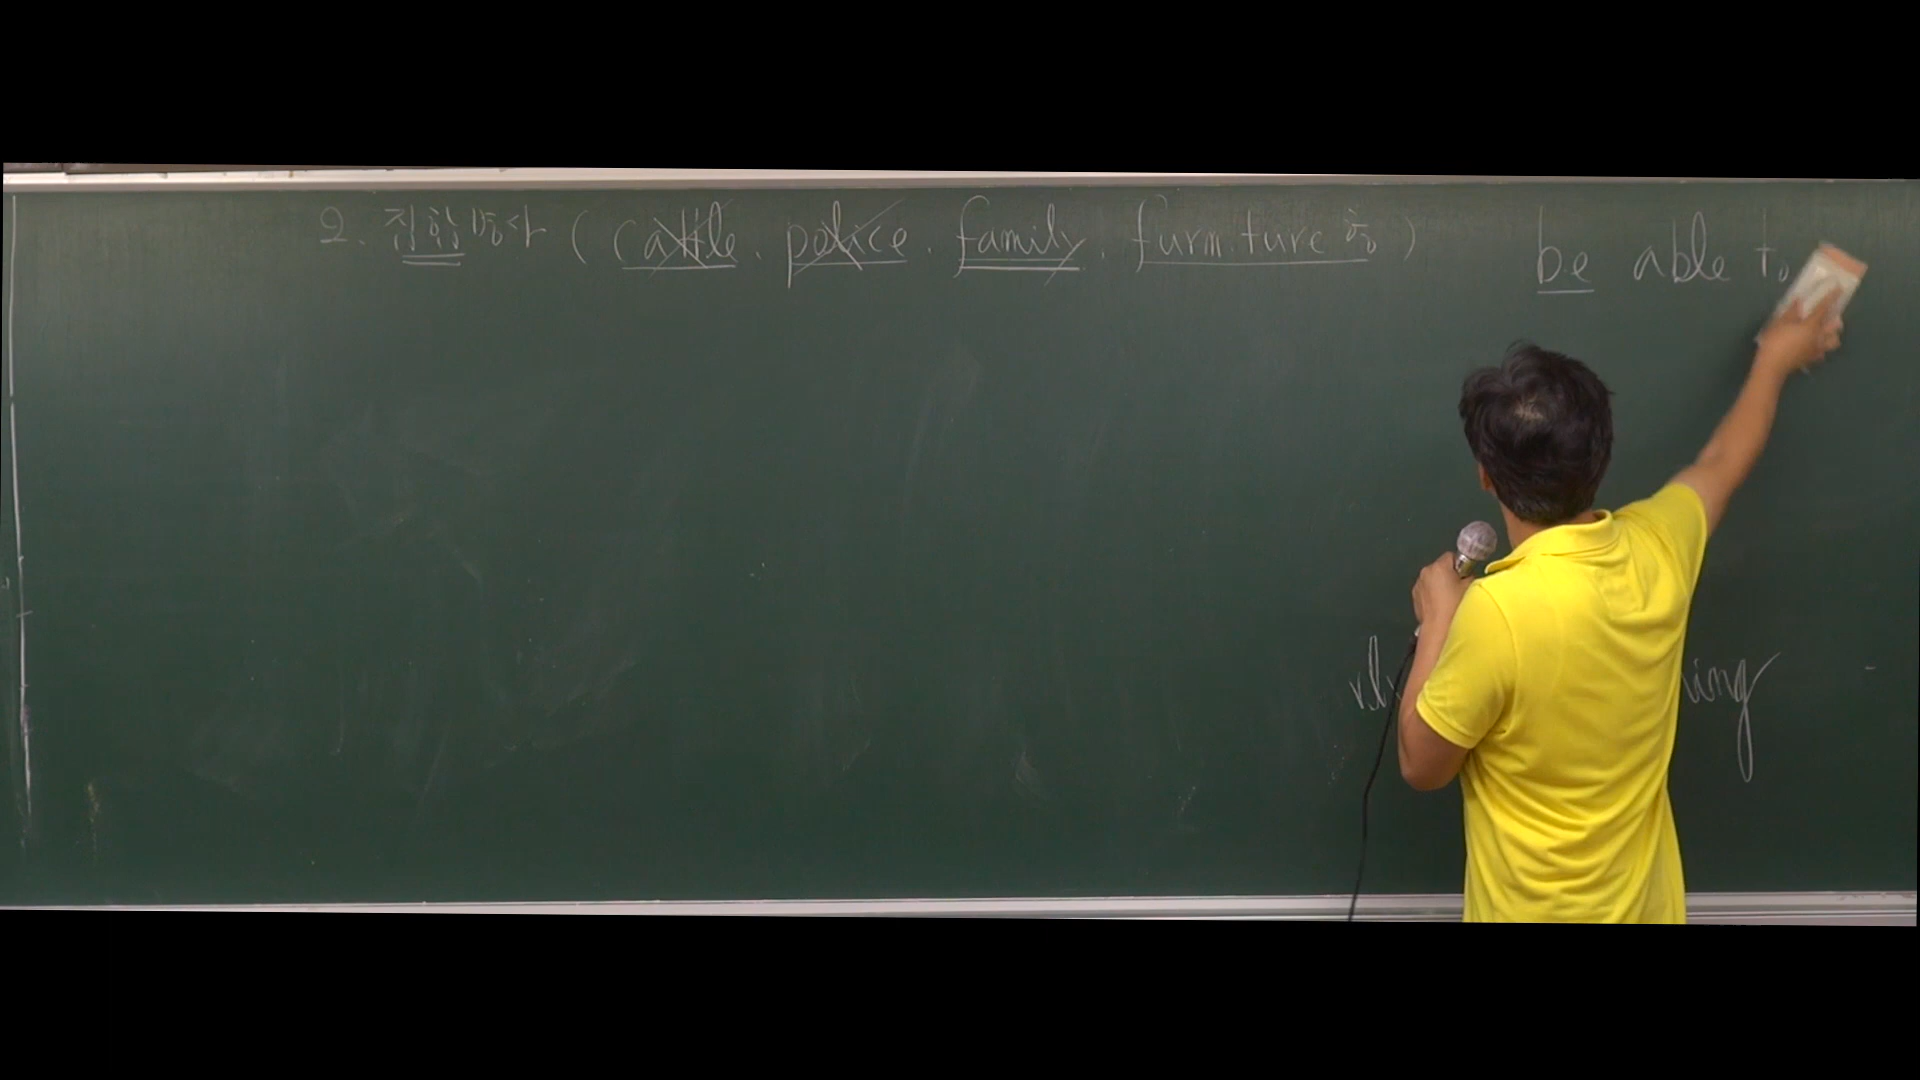 2. 집합명사 ( cattle. police. family. furniture 등 )
be able to